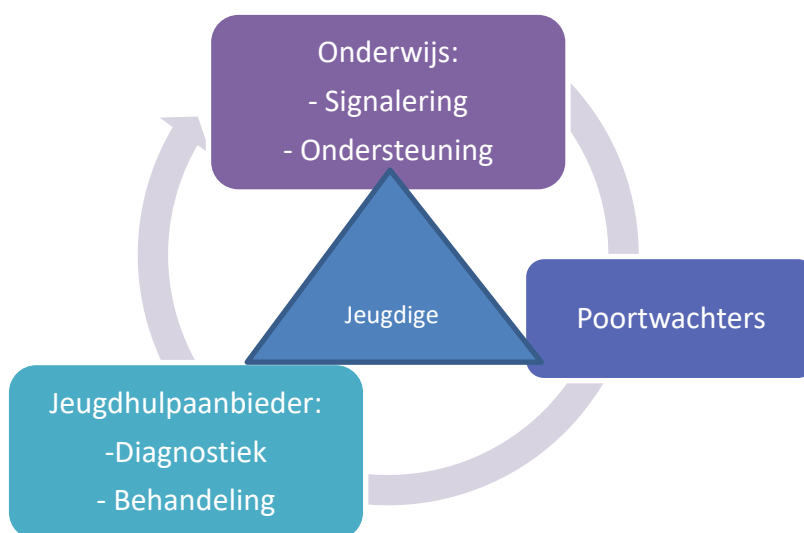 Onderwijs:
- Signalering
- Ondersteuning
Jeugdige
Poortwachters
Jeugdhulpaanbieder:
-Diagnostiek
- Behandeling